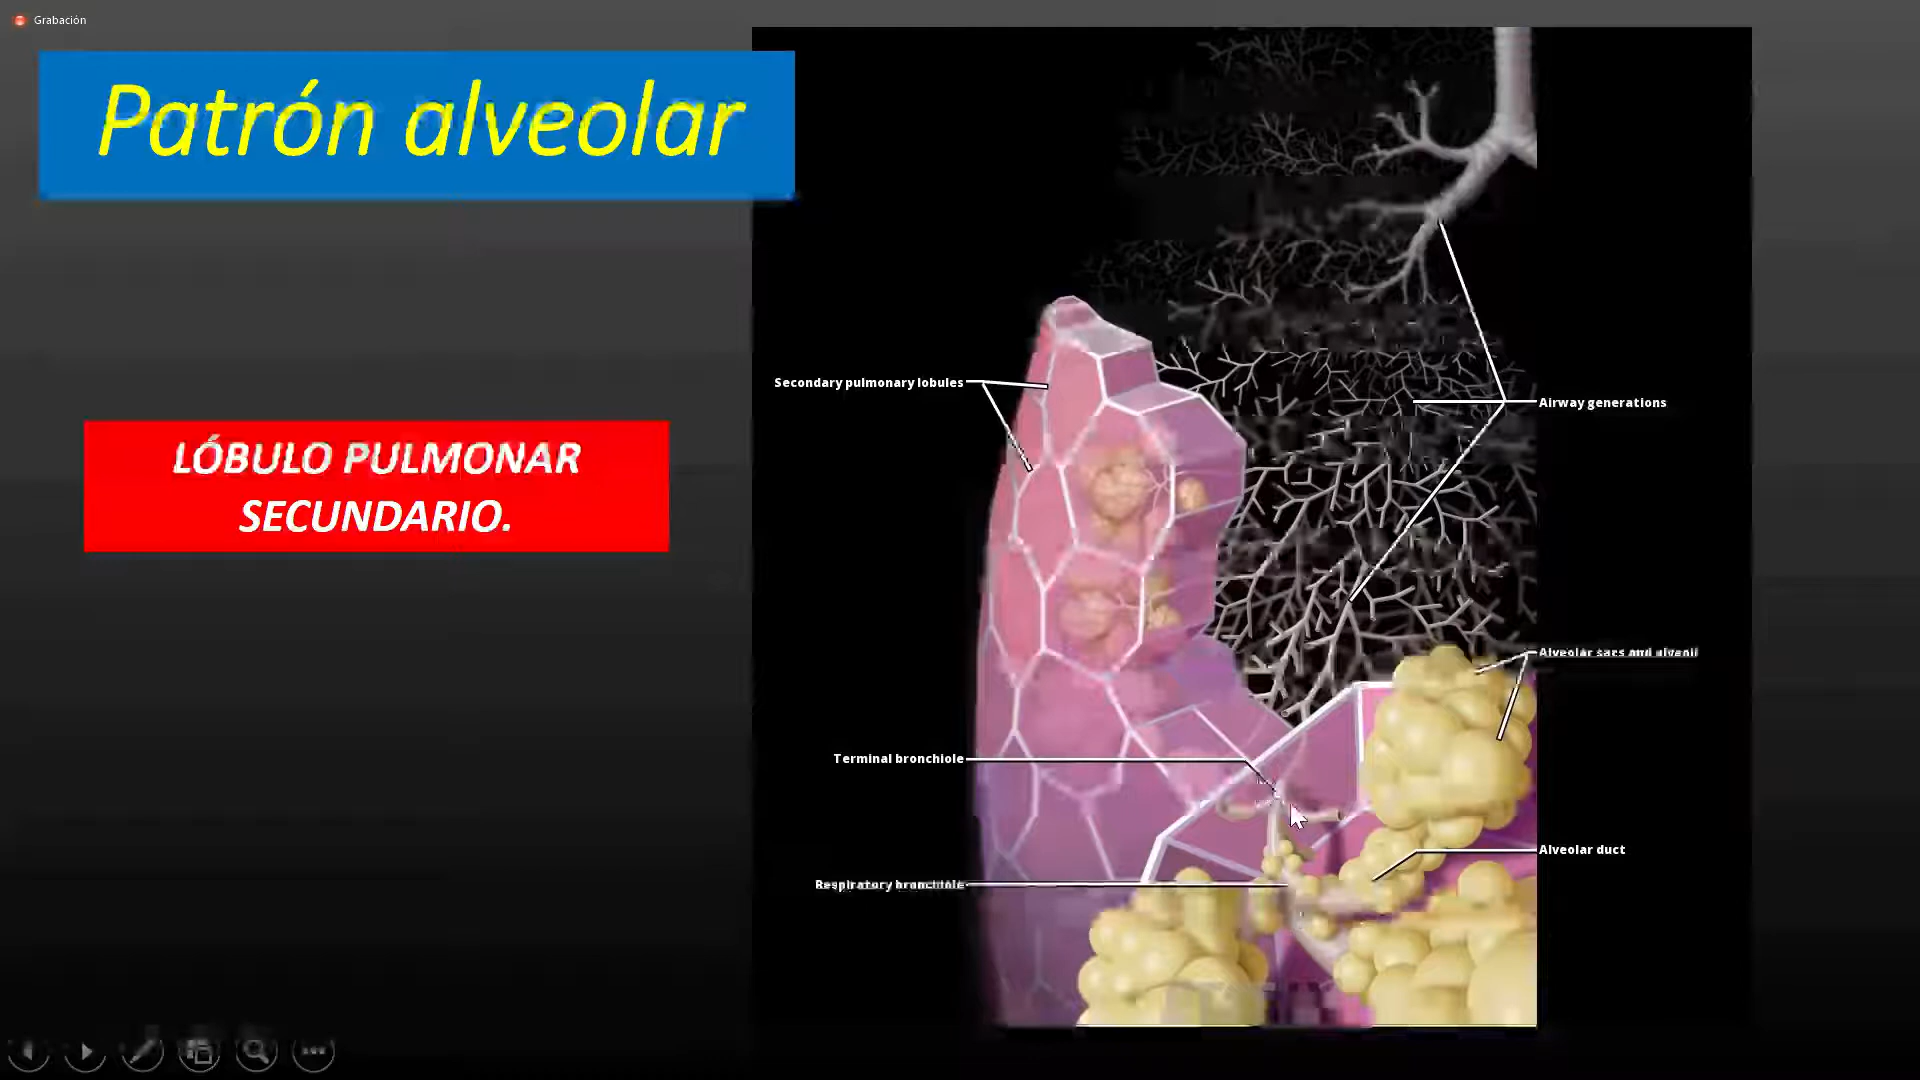 Grabación
Patrón alveolar
LÓBULO PULMONAR
SECUNDARIO.
Secondary pulmonary lobules
Airway generations
Alveolar sacs and alveoli
Terminal bronchiole
Alveolar duct
Respiratory bronchiole